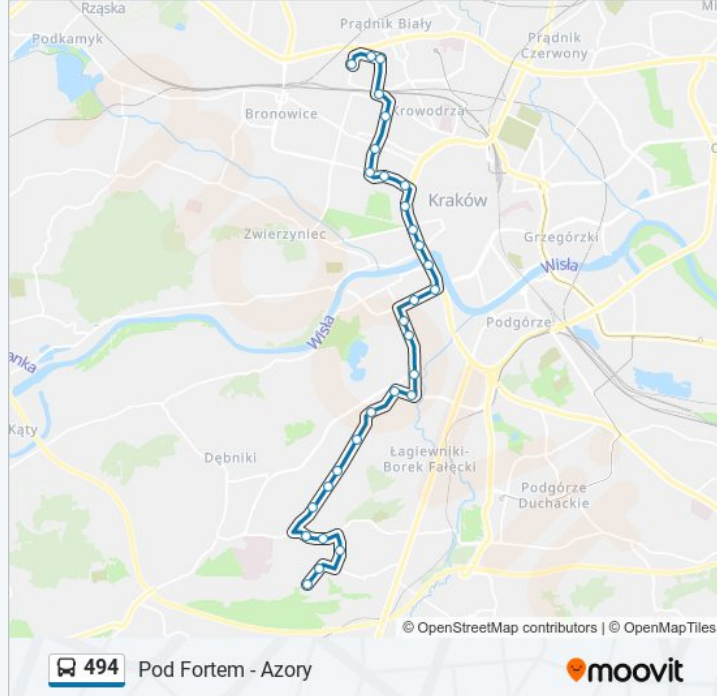 Rząska
Prądnik Biały
Podkamyk
Prądnik
Czerwony
Bronowice
Krowodrza
Kraków
Zwierzyniec
Grzegórzki
Wisła
Podgórze
Wisła
anka
Kąty
Dębniki
Łagiewniki-
Borek Fałęcki
Podgórze
Duchackie
© OpenStreetMap contributors | © OpenMapTiles
494 Pod Fortem - Azory
moovit